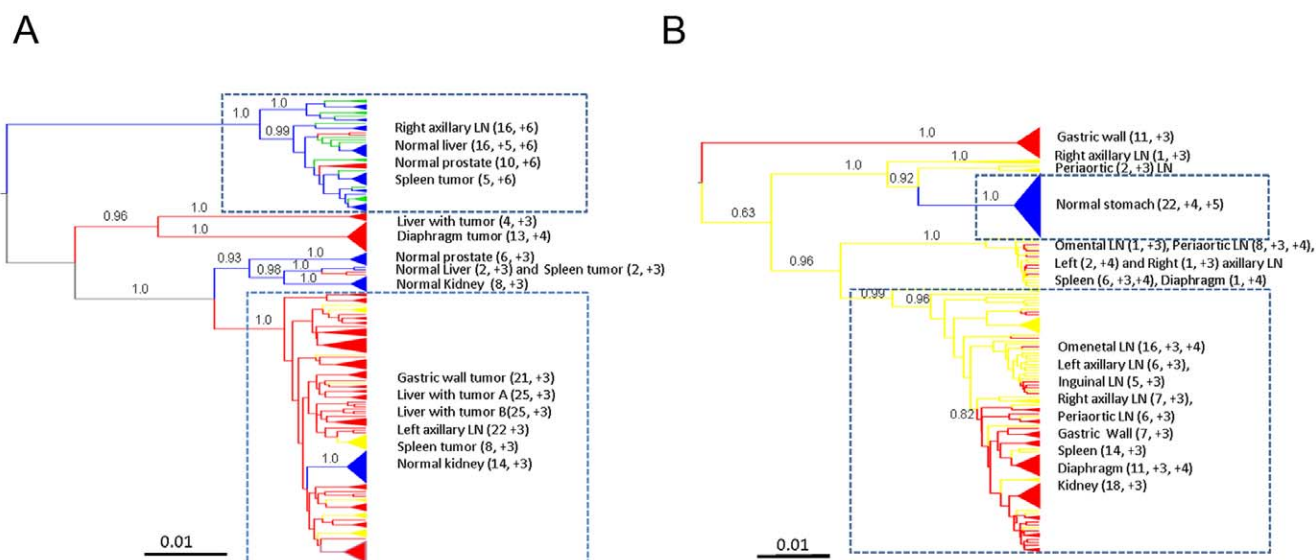 A
1.0
1.0
0.99
Right axillary LN (16, +6)
Normal liver (16, +5, +6)
Normal prostate (10, +6)
Spleen tumor (5, +6)
0.96
1.0
1.0
Liver with tumor (4, +3)
Diaphragm tumor (13, +4)
1.0
0.93
1.0
0.98
1.0
1.0
Normal prostate (6, +3)
Normal Liver (2, +3) and Spleen tumor (2, +3)
Normal Kidney (8, +3)
1.0
Gastric wall tumor (21, +3)
Liver with tumor A (25, +3)
Liver with tumor B(25, +3)
Left axillary LN (22 +3)
Spleen tumor (8, +3)
Normal kidney (14, +3)
1.0
0.01
B
1.0
Gastric wall (11, +3)
1.0
1.0
Right axillary LN (1, +3)
Periaortic (2, +3) LN
0.92
1.0
Normal stomach (22, +4, +5)
0.63
1.0
Omental LN (1, +3), Periaortic LN (8, +3, +4),
Left (2, +4) and Right (1, +3) axillary LN
Spleen (6, +3,+4), Diaphragm (1, +4)
0.96
0.99
0.96
Omenetal LN (16, +3, +4)
Left axillary LN (6, +3),
Inguinal LN (5, +3)
Right axillay LN (7, +3),
0.82
Periaortic LN (6, +3)
Gastric Wall (7, +3)
Spleen (14, +3)
Diaphragm (11, +3, +4)
Kidney (18, +3)
0.01